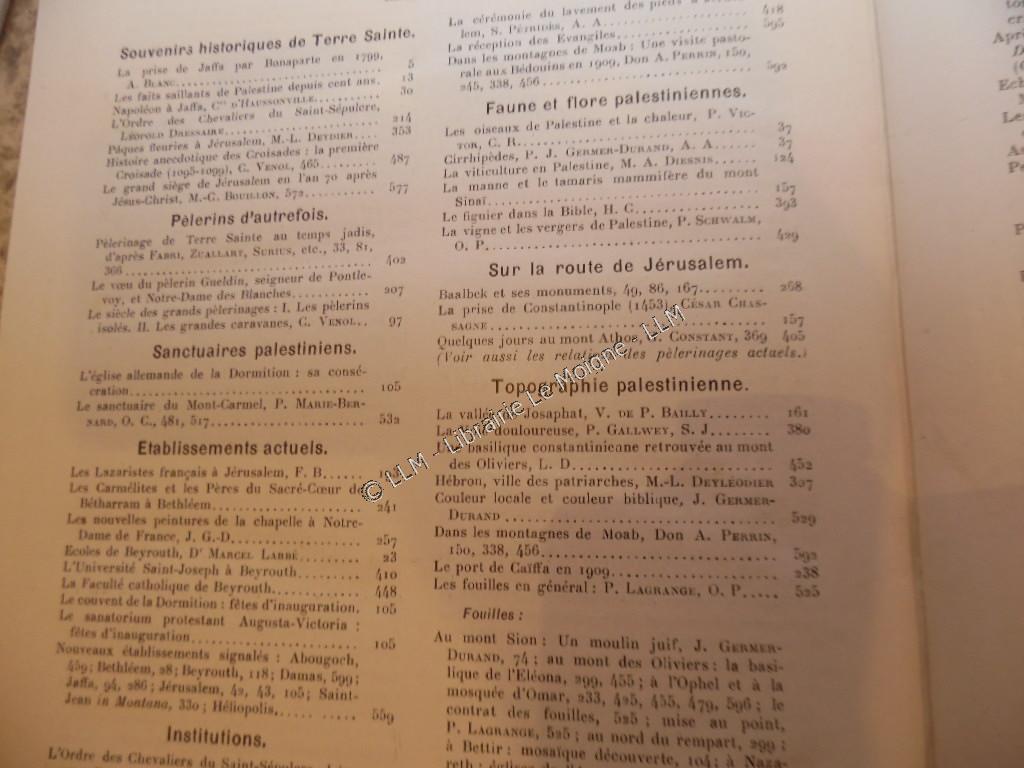 Souvenirs historiques de Terre Sainte.
La prise de Jaffa par Bonaparte en 1799,
A. BLANC..................... 5
Les faits saillants de Palestine depuis cent ans. 13
Napoléon à Jaffa, Css D'HAUSSONVILLE......... 30
L'Ordre des Chevaliers du Saint-Sépulcre,
LÉOPOLD DRESSAIRE..................... 214
Pâques fleuries à Jérusalem, M.-L. DEYDIER.... 353
Histoire anecdotique des Croisades : la première
Croisade (1095-1099), C. VENOL, 465........ 487
Le grand siège de Jérusalem en l'an 70 après
Jésus-Christ, M.-C. BOUILLON, 572.......... 577
Pèlerins d'autrefois.
Pèlerinage de Terre Sainte au temps jadis,
d'après FABRI, ZUALLART, SURIUS, etc., 33, 81,
366..................... 402
Le vœu du pèlerin Gueldin, seigneur de Pontle-
voy, et Notre-Dame des Blanches........... 207
Le siècle des grands pèlerinages : I. Les pèlerins
isolés. II. Les grandes caravanes, C. VENOL.. 97
Sanctuaires palestiniens.
L'église allemande de la Dormition : sa consé-
cration..................... 105
Le sanctuaire du Mont-Carmel, P. MARIE-BER-
NARD, O. C., 481, 517..................... 532
Etablissements actuels.
Les Lazaristes français à Jérusalem, F. B.
Les Carmélites et les Pères du Sacré-Cœur de
Bétharram à Bethléem..................... 241
Les nouvelles peintures de la chapelle à Notre-
Dame de France, J. G.-D..................... 257
Ecoles de Beyrouth, Dr MARCEL LABBÉ......... 23
L'Université Saint-Joseph à Beyrouth......... 410
La Faculté catholique de Beyrouth............ 448
Le couvent de la Dormition : fêtes d'inauguration. 105
Le sanatorium protestant Augusta-Victoria :
fêtes d'inauguration..................... 105
Nouveaux établissements signalés : Abougoch,
459; Bethléem, 28; Beyrouth, 118; Damas, 599;
Jaffa, 94, 286; Jérusalem, 42, 43, 105; Saint-
Jean in Montana, 330; Héliopolis............ 559
Institutions.
L'Ordre des Chevaliers du Saint-Sépulcre
La cérémonie du lavement des pieds à
lem, S. PÉTRIDÈS, A. A..................... 418
La réception des Evangiles..................... 595
Dans les montagnes de Moab : Une visite pasto-
rale aux Bédouins en 1909, Don A. PERRIN, 150,
245, 338, 456..................... 592
Faune et flore palestiniennes.
Les oiseaux de Palestine et la chaleur, P. VIC-
TOR, C. R..................... 37
Cirrhipèdes, P. J. GERMER-DURAND, A. A....... 37
La viticulture en Palestine, M. A. DIESNIS...... 124
La manne et le tamaris mammifère du mont
Sinaï..................... 157
Le figuier dans la Bible, H. G................. 393
La vigne et les vergers de Palestine, P. SCHWALM,
O. P..................... 429
Sur la route de Jérusalem.
Baalbek et ses monuments, 49, 86, 167......... 268
La prise de Constantinople (1453), CÉSAR CHAS-
SAGNE..................... 157
Quelques jours au mont Athos, CONSTANT, 369 405
(Voir aussi les relat des pèlerinages actuels.)
Topographie palestinienne.
La vallée de Josaphat, V. DE P. BAILLY........ 161
La douloureuse, P. GALLWEY, S. J....... 380
basilique constantinienne retrouvée au mont
des Oliviers, L. D..................... 452
Hébron, ville des patriarches, M.-L. DEYLÉODIER 307
Couleur locale et couleur biblique, J. GERMER-
DURAND..................... 529
Dans les montagnes de Moab, Don A. PERRIN,
150, 338, 456..................... 592
Le port de Caïffa en 1909..................... 238
Les fouilles en général : P. LAGRANGE, O. P..... 525
Fouilles :
Au mont Sion : Un moulin juif, J. GERMER-
DURAND, 74; au mont des Oliviers : la basi-
lique de l'Eléona, 299, 455; à l'Ophel et à la
mosquée d'Omar, 233, 425, 455, 479, 596; le
contrat des fouilles, 525; mise au point,
P. LAGRANGE, 525; au nord du rempart, 299;
à Bettir : mosaïque découverte, 104; à Naza-
© LLM - Librairie Le Moigne - LLM